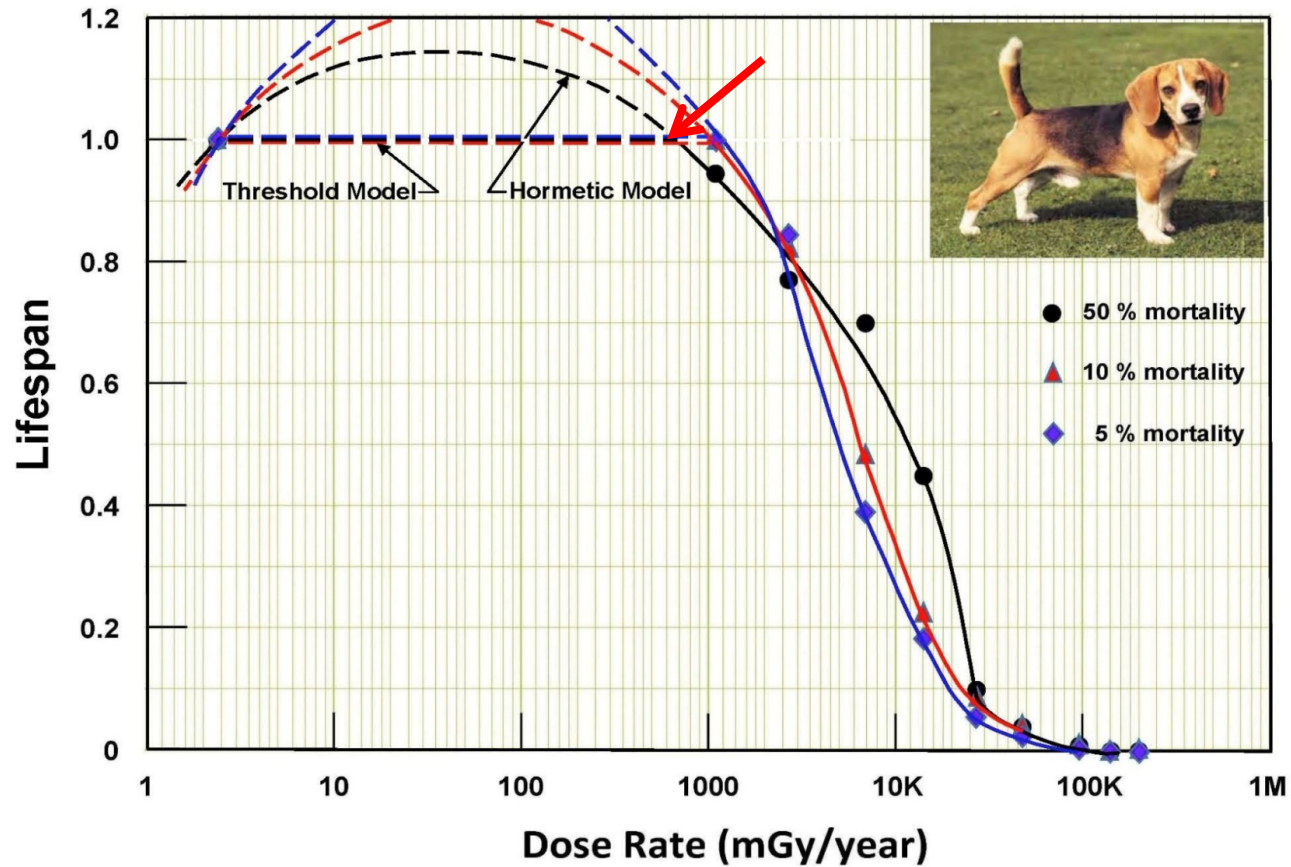 1.2
1.0
0.8
0.6
0.4
0.2
0
Lifespan
Threshold Model
Hormetic Model
50 % mortality
10 % mortality
5 % mortality
1
10
100
1000
10K
100K
1M
Dose Rate (mGy/year)